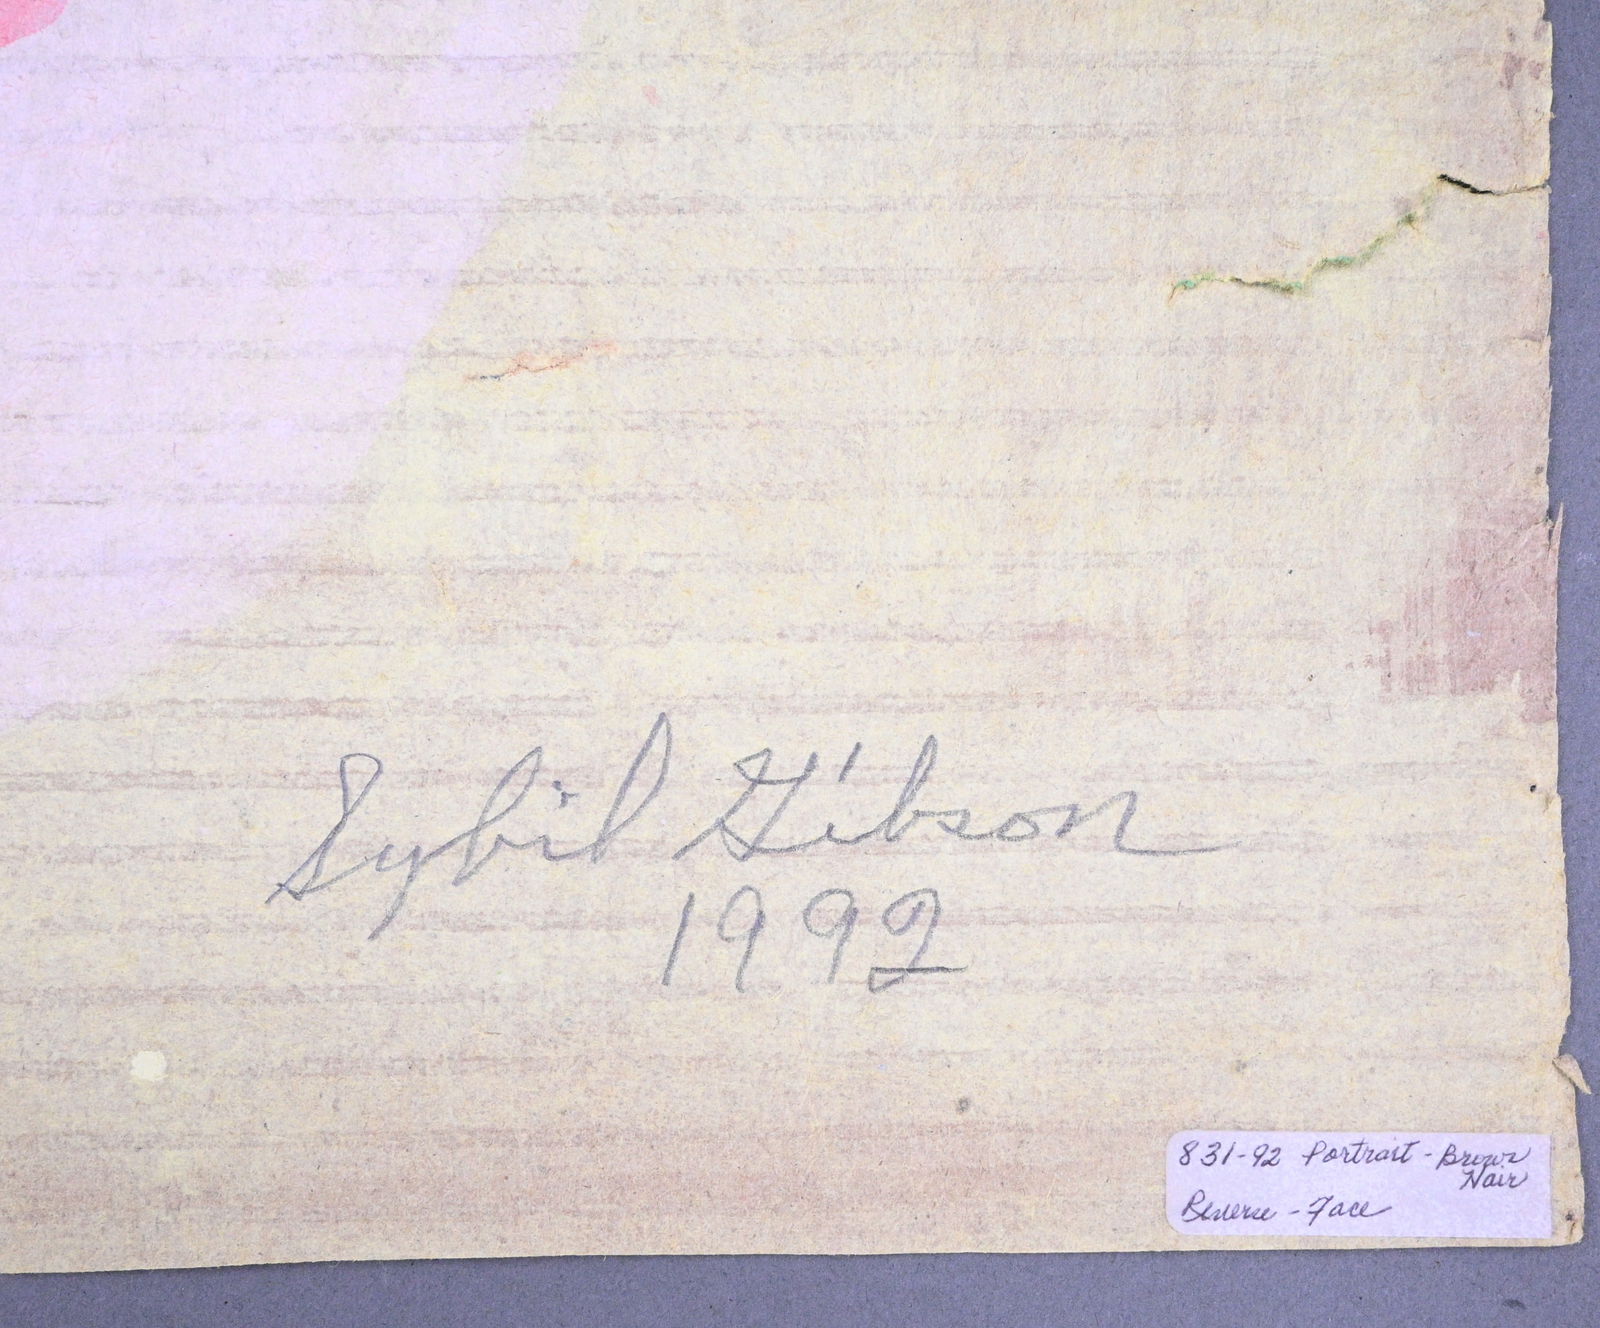 Sybil Gibson
1992
831-92 Portrait - Brown
Hair
Reverse - Face